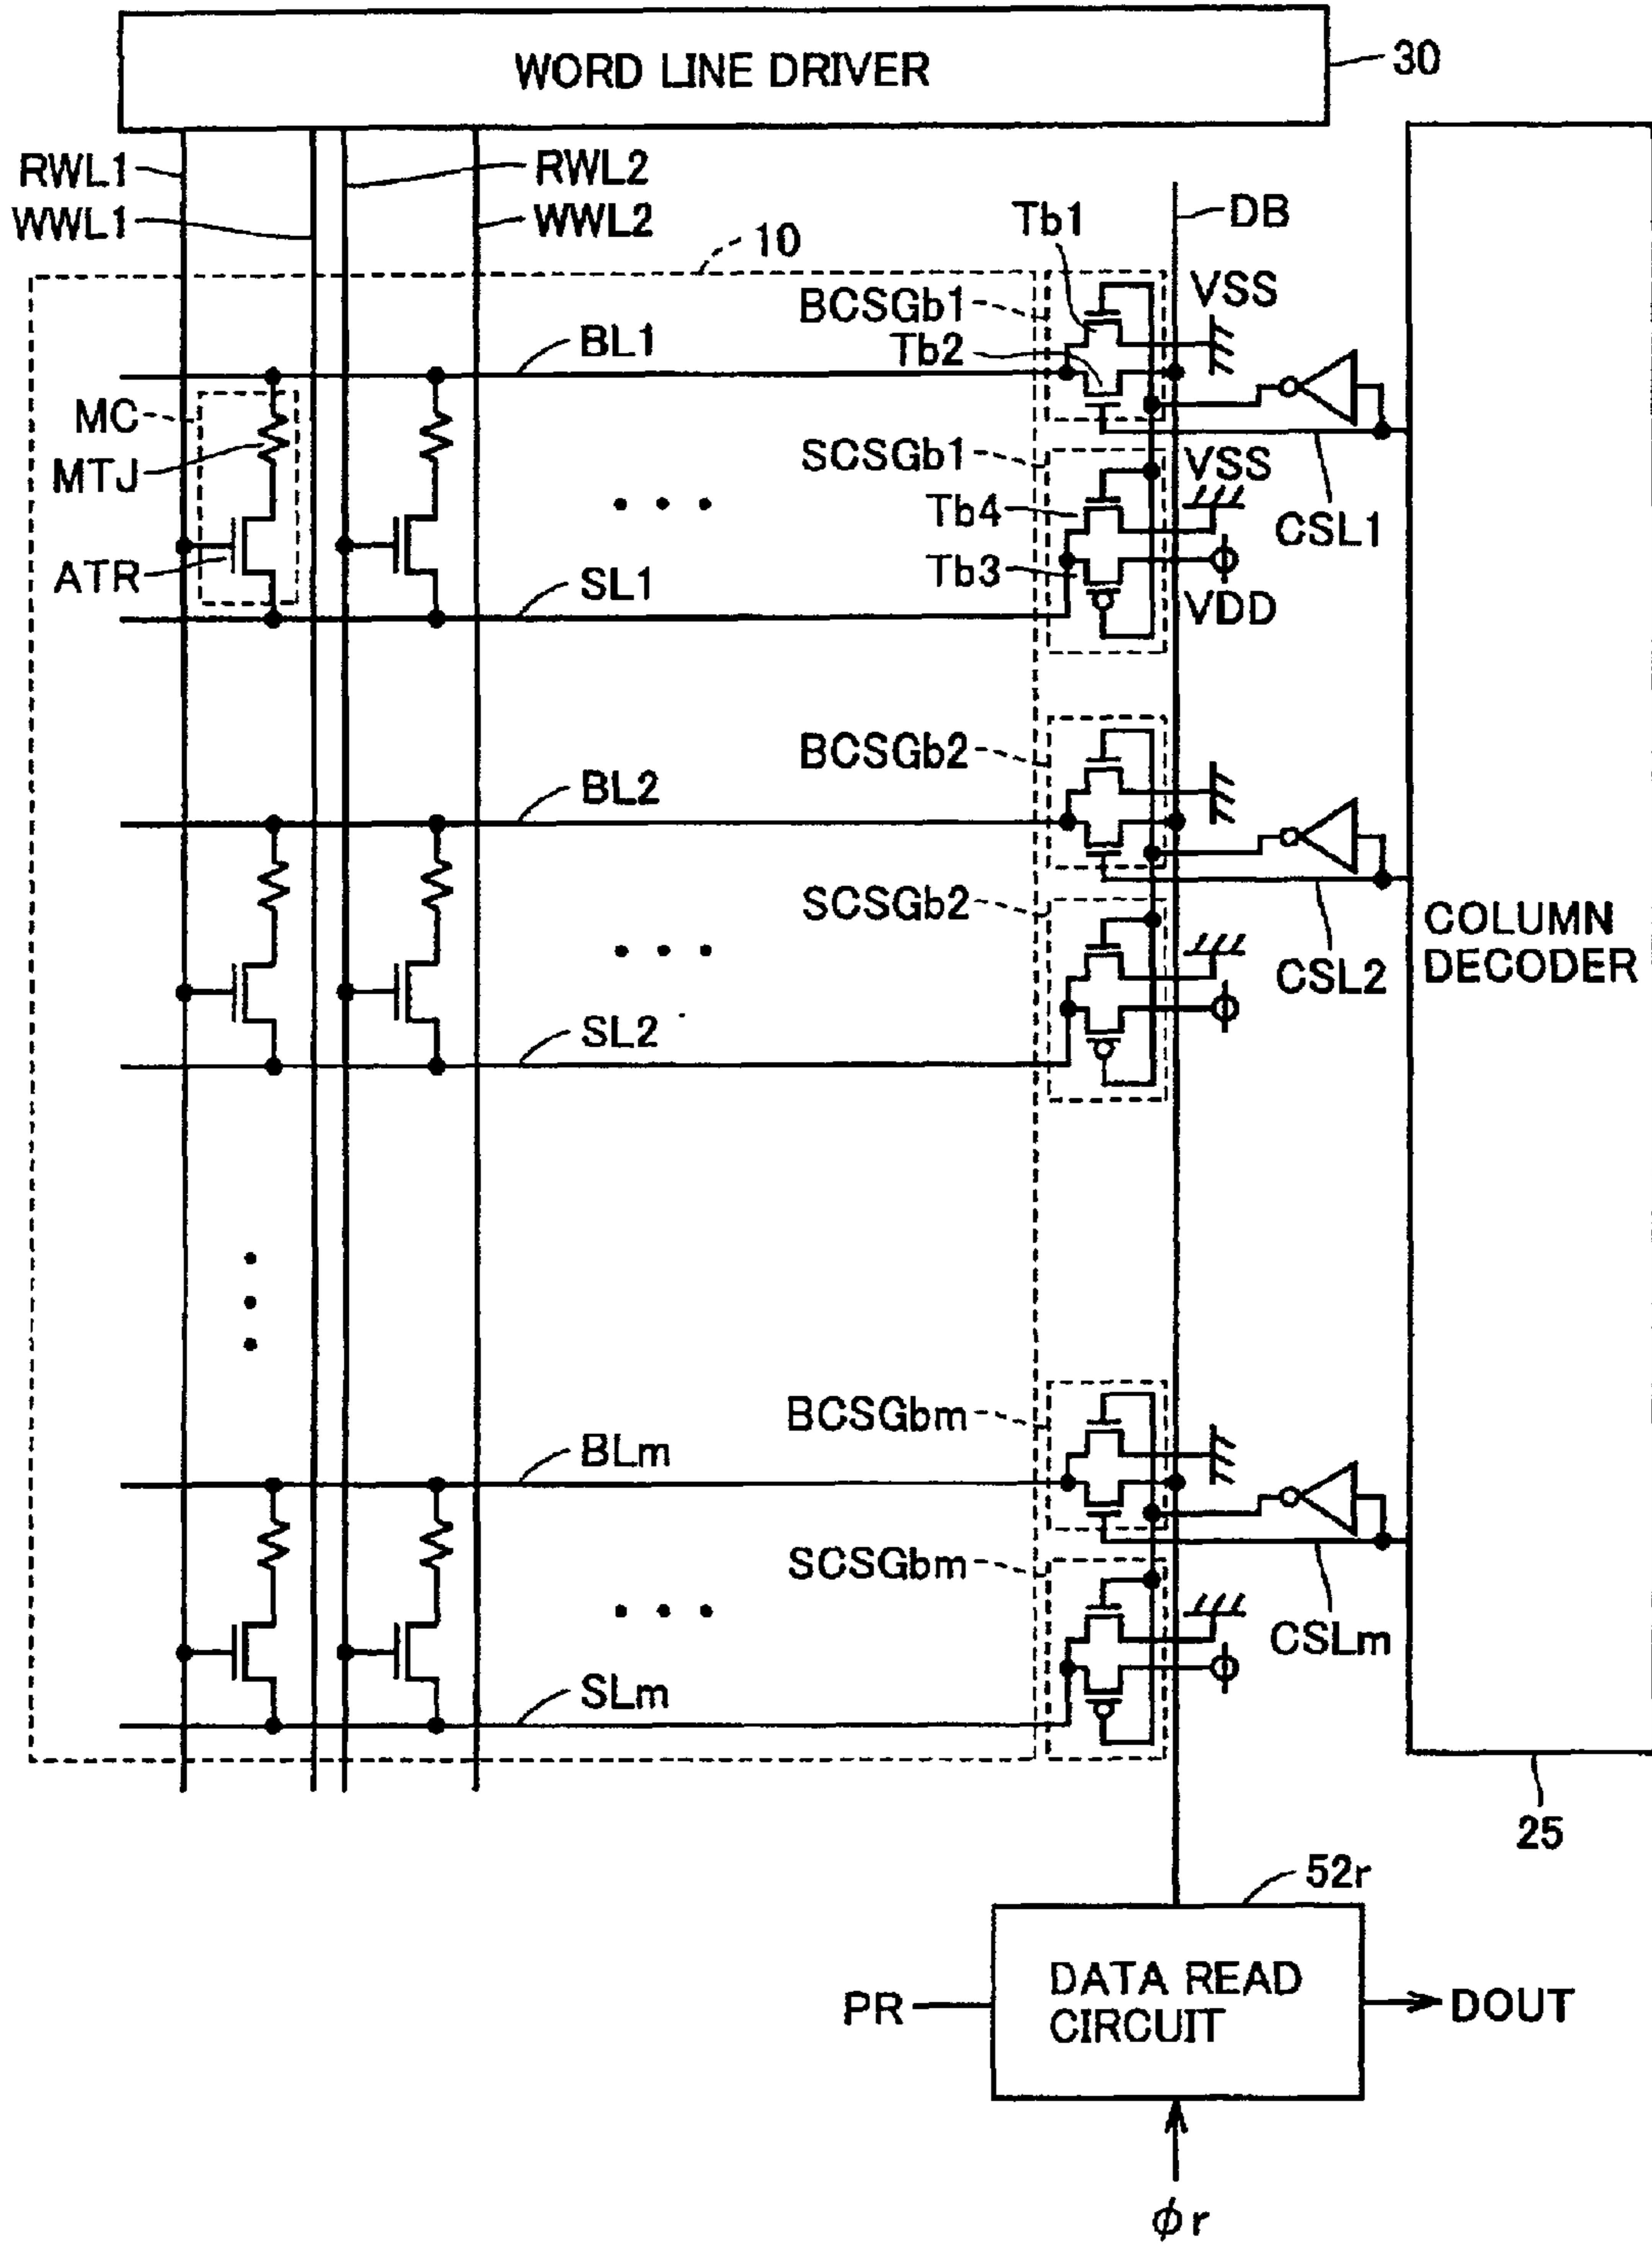 WORD LINE DRIVER
30
RWL1
RWL2
WWL1
WWL2
10
Tb1
DB
BCSGb1
VSS
Tb2
BL1
MC
MTJ
ATR
SCSGb1
VSS
Tb4
CSL1
Tb3
SL1
VDD
BCSGb2
BL2
SCSGb2
COLUMN
DECODER
CSL2
SL2
BCSGbm
BLm
SCSGbm
CSLm
SLm
25
52r
DATA READ
CIRCUIT
PR
DOUT
ϕr